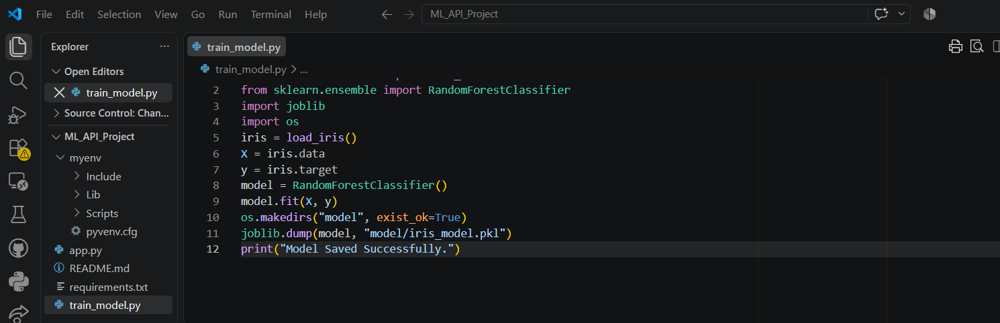 File Edit Selection View Go Run Terminal Help
ML_API_Project
Explorer
Open Editors
train_model.py
Source Control: Chan...
ML_API_Project
myenv
Include
Lib
Scripts
pyvenv.cfg
app.py
README.md
requirements.txt
train_model.py
train_model.py
train_model.py > ...
2 from sklearn.ensemble import RandomForestClassifier
3 import joblib
4 import os
5 iris = load_iris()
6 X = iris.data
7 y = iris.target
8 model = RandomForestClassifier()
9 model.fit(X, y)
10 os.makedirs("model", exist_ok=True)
11 joblib.dump(model, "model/iris_model.pkl")
12 print("Model Saved Successfully.")